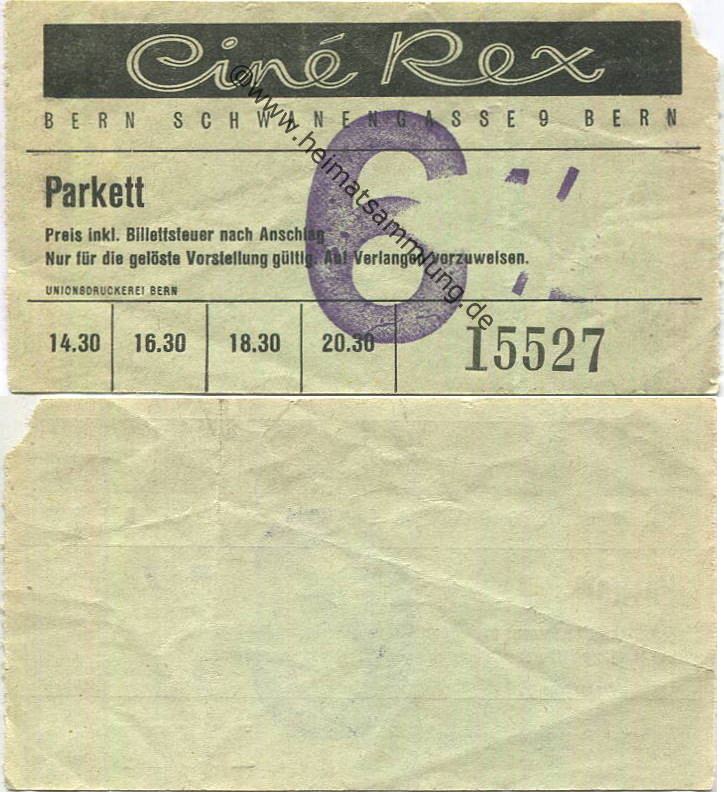 Ciné Rex
BERN SCHWANENGASSE 9 BERN
Parkett
Preis inkl. Billettsteuer nach Anschlag
Nur für die gelöste Vorstellung gültig. Auf Verlangen vorzuweisen.
UNIONSDRUCKEREI BERN
14.30 16.30 18.30 20.30 15527
6
©www.heimatsammlung.de